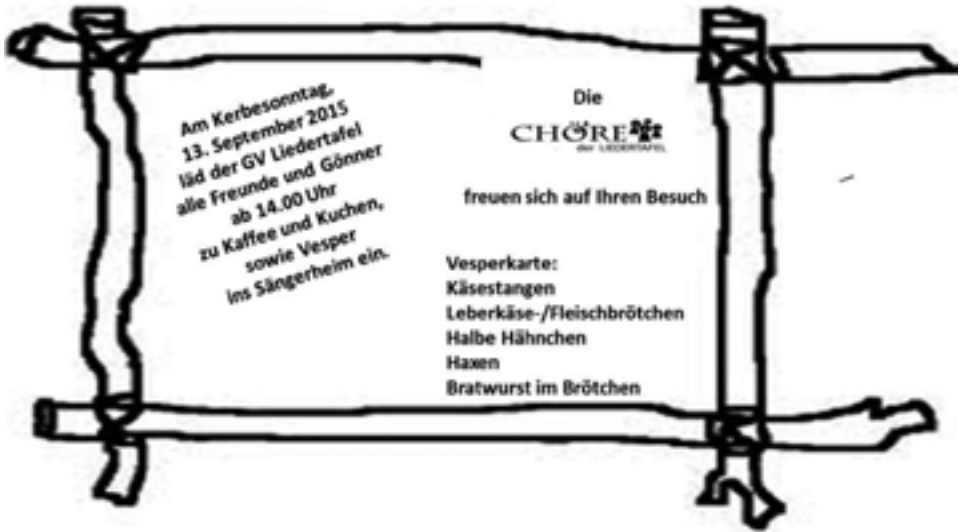 Am Kerbesonntag,
13. September 2015
läd der GV Liedertafel
alle Freunde und Gönner
ab 14.00 Uhr
zu Kaffee und Kuchen,
sowie Vesper
ins Sängerheim ein.
Die
CHÖRE
der LIEDERTAFEL
freuen sich auf Ihren Besuch
Vesperkarte:
Käsestangen
Leberkäse-/Fleischbrötchen
Halbe Hähnchen
Haxen
Bratwurst im Brötchen